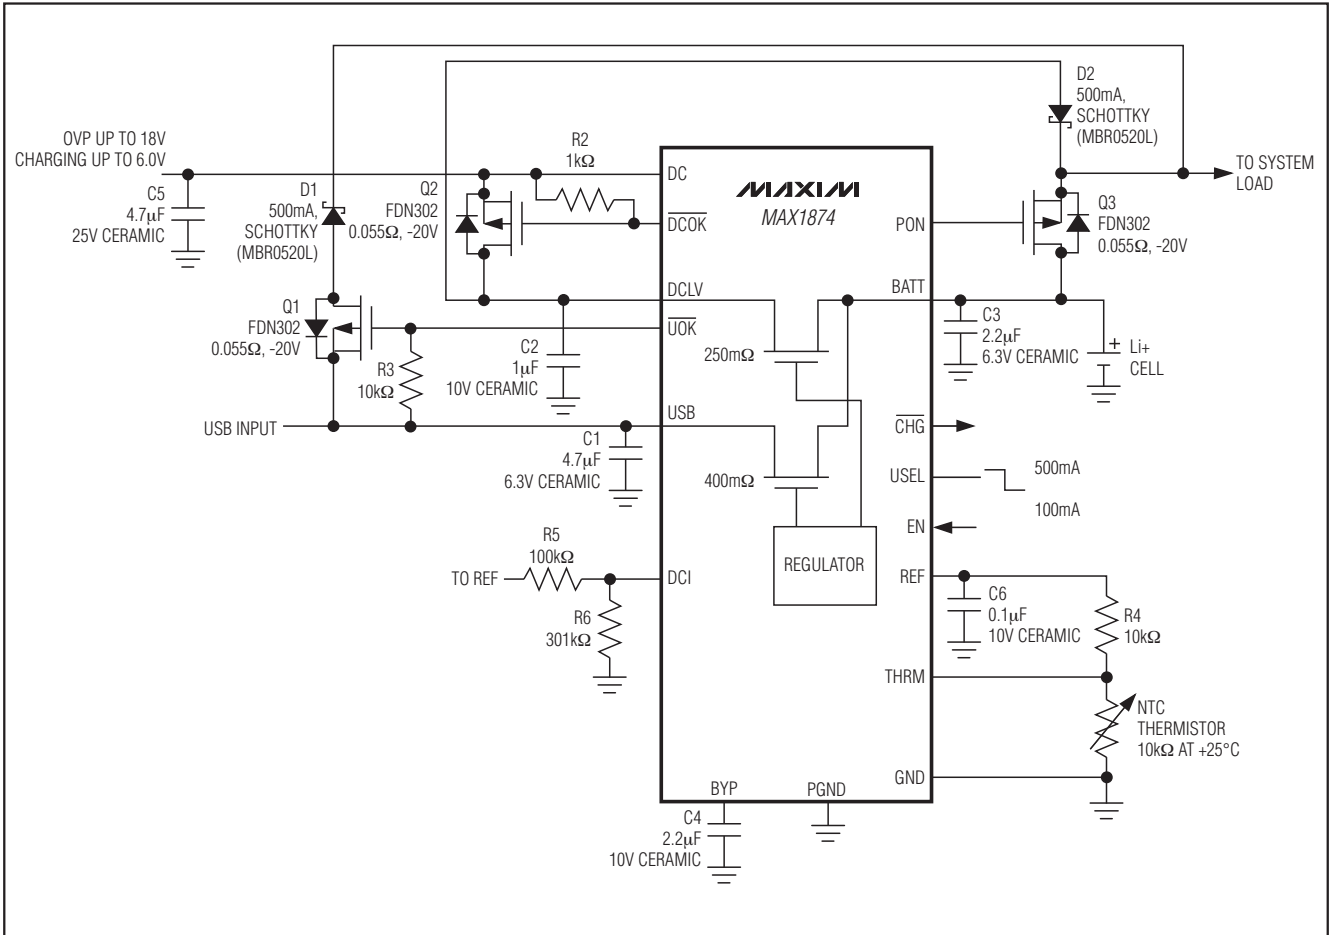 D2
500mA,
SCHOTTKY
(MBR0520L)
OVP UP TO 18V
CHARGING UP TO 6.0V
C5
4.7μF
25V CERAMIC
D1
500mA,
SCHOTTKY
(MBR0520L)
Q2
FDN302
0.055Ω, -20V
R2
1kΩ
DC
MAXIM
MAX1874
DCOK
PON
TO SYSTEM
LOAD
Q3
FDN302
0.055Ω, -20V
DCLV
BATT
Q1
FDN302
0.055Ω, -20V
UOK
R3
10kΩ
C2
1μF
10V CERAMIC
250mΩ
C3
2.2μF
6.3V CERAMIC
+
Li+
CELL
USB INPUT
USB
C1
4.7μF
6.3V CERAMIC
400mΩ
CHG
USEL
500mA
100mA
EN
R5
100kΩ
TO REF
DCI
R6
301kΩ
REGULATOR
REF
C6
0.1μF
10V CERAMIC
R4
10kΩ
THRM
NTC
THERMISTOR
10kΩ AT +25°C
GND
BYP
PGND
C4
2.2μF
10V CERAMIC